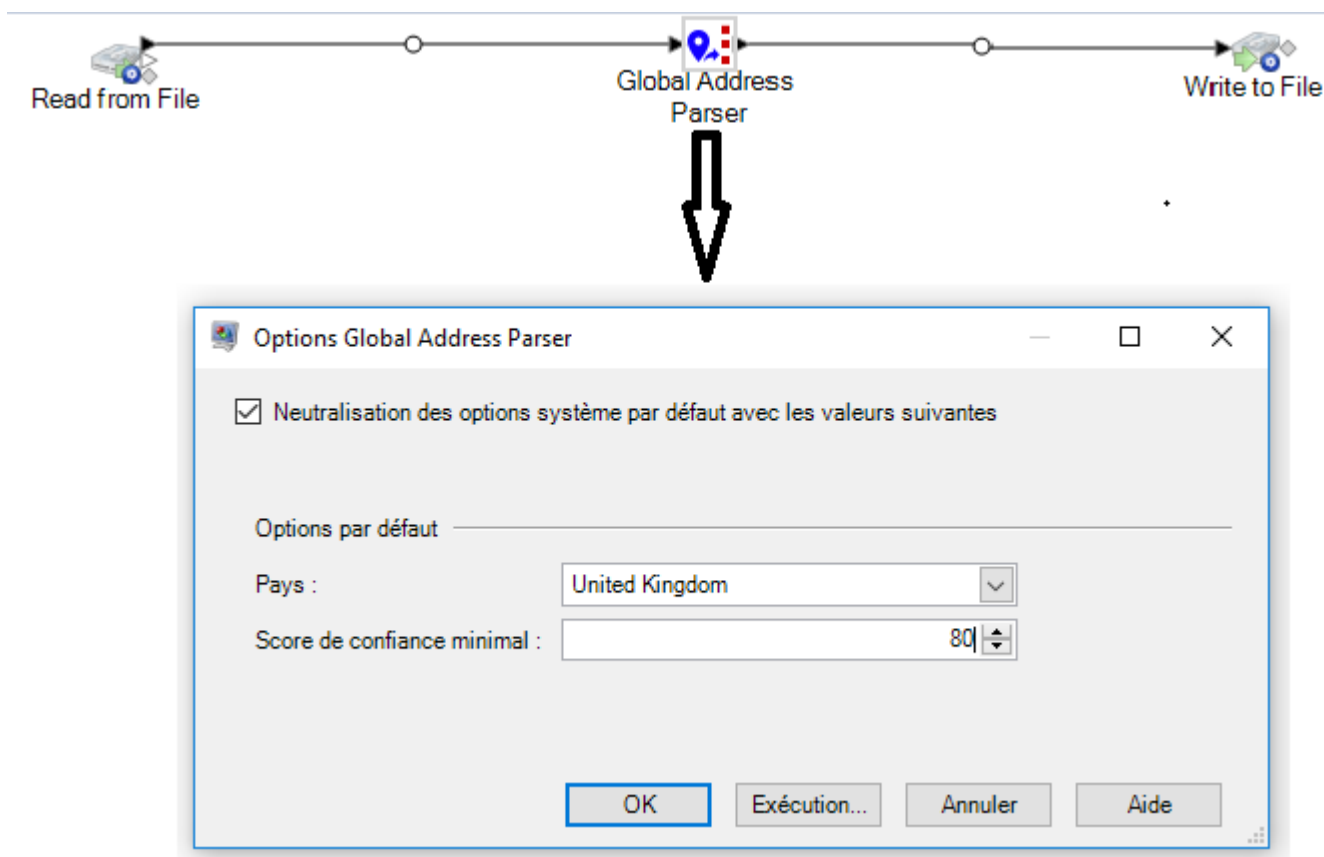 Read from File
Global Address
Parser
Write to File
Options Global Address Parser
Neutralisation des options système par défaut avec les valeurs suivantes
Options par défaut
Pays :
United Kingdom
Score de confiance minimal :
80
OK
Exécution...
Annuler
Aide